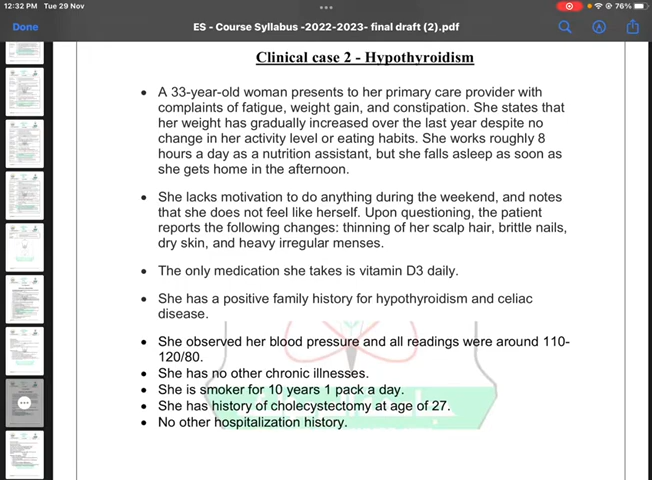 12:32 PM Tue 29 Nov
76%
Done
ES - Course Syllabus -2022-2023- final draft (2).pdf
Clinical case 2 - Hypothyroidism
• A 33-year-old woman presents to her primary care provider with
complaints of fatigue, weight gain, and constipation. She states that
her weight has gradually increased over the last year despite no
change in her activity level or eating habits. She works roughly 8
hours a day as a nutrition assistant, but she falls asleep as soon as
she gets home in the afternoon.
• She lacks motivation to do anything during the weekend, and notes
that she does not feel like herself. Upon questioning, the patient
reports the following changes: thinning of her scalp hair, brittle nails,
dry skin, and heavy irregular menses.
• The only medication she takes is vitamin D3 daily.
• She has a positive family history for hypothyroidism and celiac
disease.
• She observed her blood pressure and all readings were around 110-
120/80.
• She has no other chronic illnesses.
• She is smoker for 10 years 1 pack a day.
• She has history of cholecystectomy at age of 27.
• No other hospitalization history.